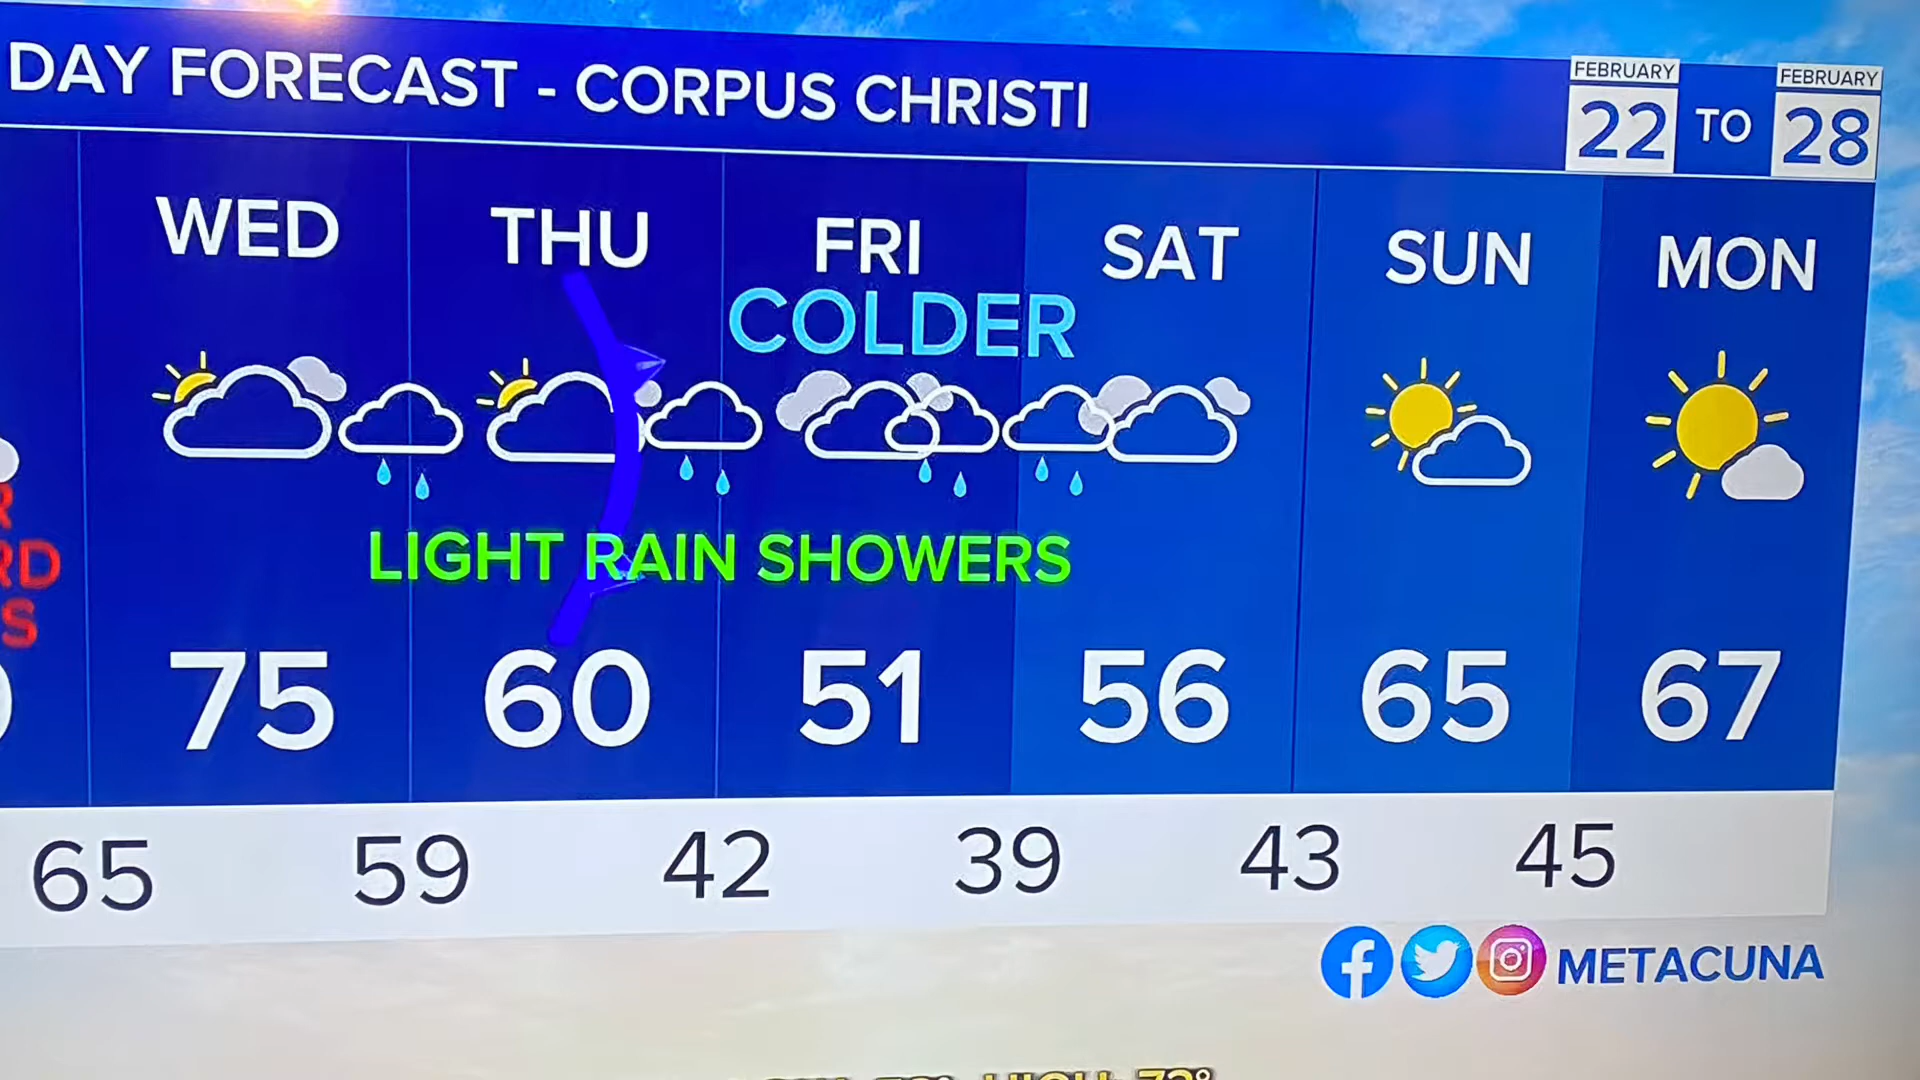 DAY FORECAST - CORPUS CHRISTI
FEBRUARY
22
TO
FEBRUARY
28
WED
THU
FRI
SAT
SUN
MON
COLDER
LIGHT RAIN SHOWERS
75
60
51
56
65
67
65
59
42
39
43
45
METACUNA